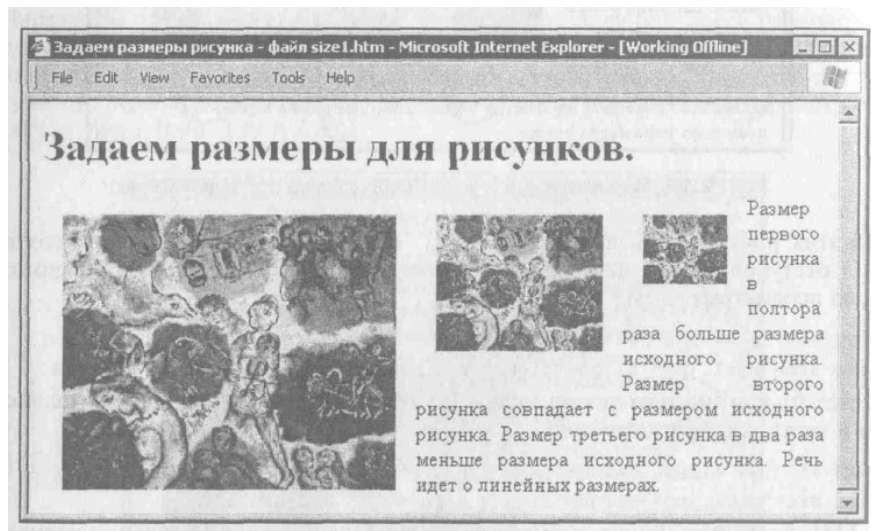 Задаем размеры рисунка - файл size1.htm - Microsoft Internet Explorer - [Working Offline]
File Edit View Favorites Tools Help
Задаем размеры для рисунков.
Размер
первого
рисунка
в
полтора
раза больше размера
исходного рисунка.
Размер второго
рисунка совпадает с размером исходного
рисунка. Размер третьего рисунка в два раза
меньше размера исходного рисунка. Речь
идет о линейных размерах.